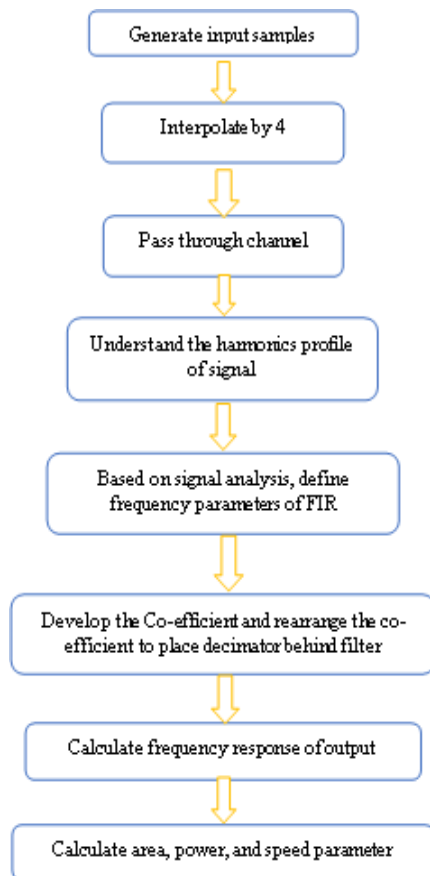 Generate input samples
Interpolate by 4
Pass through channel
Understand the harmonics profile
of signal
Based on signal analysis, define
frequency parameters of FIR
Develop the Co-efficient and rearrange the co-
efficient to place decimator behind filter
Calculate frequency response of output
Calculate area, power, and speed parameter